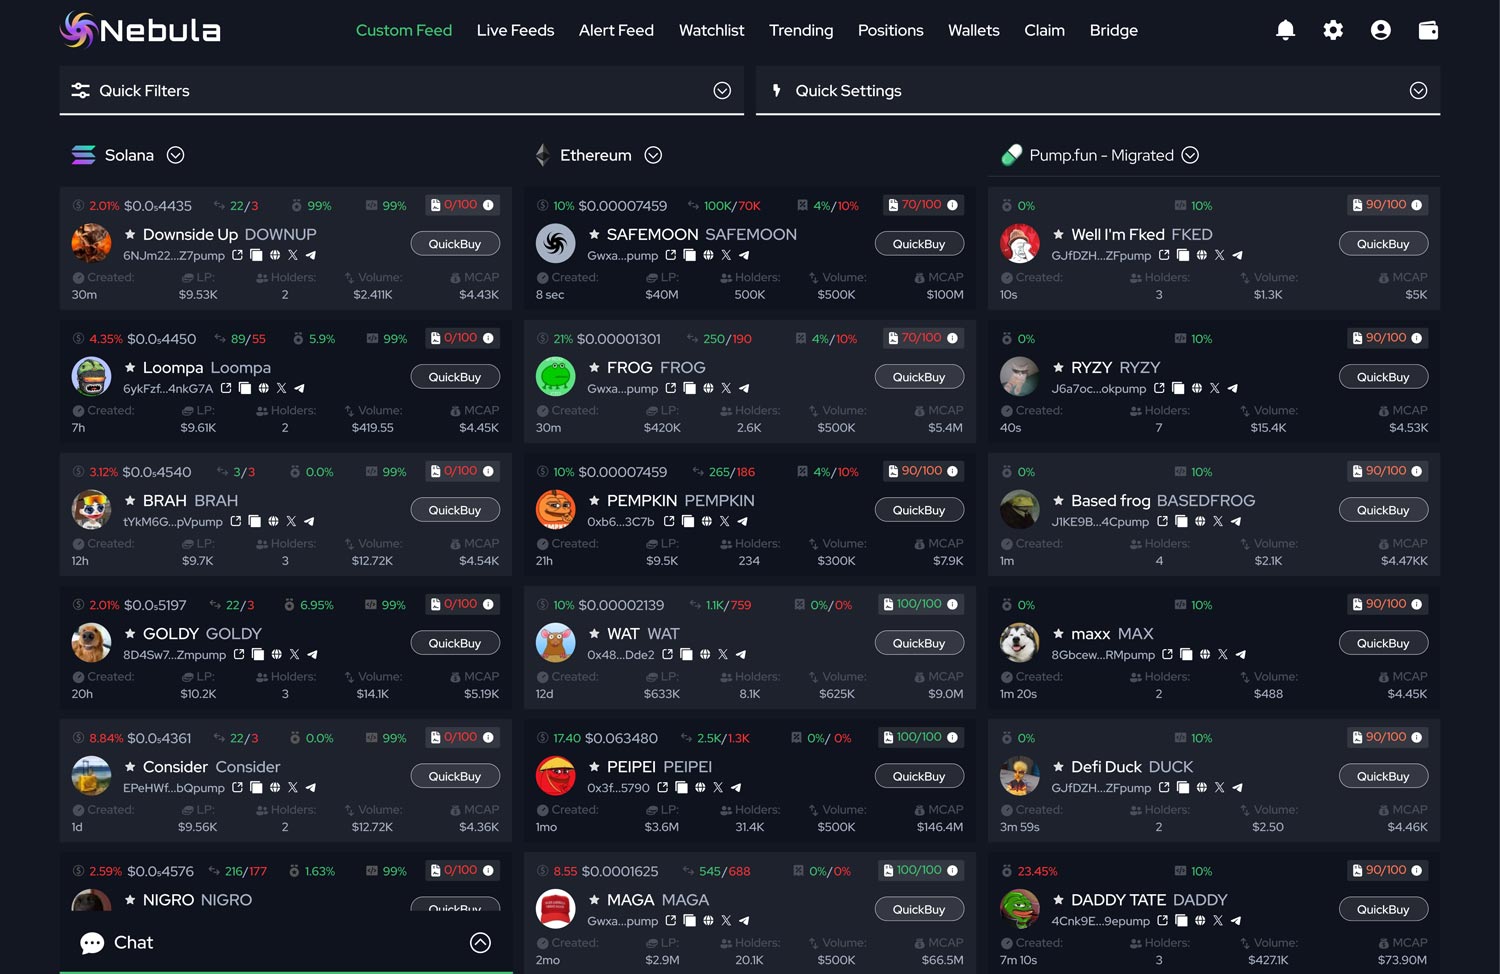 Nebula
Custom Feed Live Feeds Alert Feed Watchlist Trending Positions Wallets Claim Bridge
Quick Filters
Quick Settings
Solana
2.01% $0.0₅4435 22/3 99% 99% 0/100
Downside Up DOWNUP
QuickBuy
6NJm22...Z7pump
Created: LP: Holders: Volume: MCAP
30m $9.53K 2 $2.411K $4.43K
4.35% $0.0₅4450 89/55 5.9% 99% 0/100
Loompa Loompa
QuickBuy
6ykFzf...4nkG7A
Created: LP: Holders: Volume: MCAP
7h $9.61K 2 $419.55 $4.45K
3.12% $0.0₅4540 3/3 0.0% 99% 0/100
BRAH BRAH
QuickBuy
tYkM6G...pVpump
Created: LP: Holders: Volume: MCAP
12h $9.7K 3 $12.72K $4.54K
2.01% $0.0₅5197 22/3 6.95% 99% 0/100
GOLDY GOLDY
QuickBuy
8D4Sw7...Zmpump
Created: LP: Holders: Volume: MCAP
20h $10.2K 3 $14.1K $5.19K
8.84% $0.0₅4361 22/3 0.0% 99% 0/100
Consider Consider
QuickBuy
EPeHWf...bQpump
Created: LP: Holders: Volume: MCAP
1d $9.56K 2 $12.72K $4.36K
2.59% $0.0₅4576 216/177 1.63% 99% 0/100
NIGRO NIGRO
QuickBuy
Chat
Ethereum
10% $0.00007459 100K/70K 4%/10% 70/100
SAFEMOON SAFEMOON
QuickBuy
Gwxa...pump
Created: LP: Holders: Volume: MCAP
8 sec $40M 500K $500K $100M
21% $0.00001301 250/190 4%/10% 70/100
FROG FROG
QuickBuy
Gwxa...pump
Created: LP: Holders: Volume: MCAP
30m $420K 2.6K $500K $5.4M
10% $0.00007459 265/186 4%/10% 90/100
PEMPKIN PEMPKIN
QuickBuy
0xb6...3C7b
Created: LP: Holders: Volume: MCAP
21h $9.5K 234 $300K $7.9K
10% $0.00002139 1.1K/759 0%/0% 100/100
WAT WAT
QuickBuy
0x48...Dde2
Created: LP: Holders: Volume: MCAP
12d $633K 8.1K $625K $9.0M
17.40 $0.063480 2.5K/1.3K 0%/ 0% 100/100
PEIPEI PEIPEI
QuickBuy
0x3f...5790
Created: LP: Holders: Volume: MCAP
1mo $3.6M 31.4K $500K $146.4M
8.55 $0.0001625 545/688 0%/0% 100/100
MAGA MAGA
QuickBuy
Gwxa...pump
Created: LP: Holders: Volume: MCAP
2mo $2.9M 20.1K $500K $66.5M
Pump.fun - Migrated
0% 10% 90/100
Well I'm Fked FKED
QuickBuy
GJfDZH...ZFpump
Created: Holders: Volume: MCAP
10s 3 $1.3K $5K
0% 10% 90/100
RYZY RYZY
QuickBuy
J6a7oc...okpump
Created: Holders: Volume: MCAP
40s 7 $15.4K $4.53K
0% 10% 90/100
Based frog BASEDFROG
QuickBuy
J1KE9B...4Cpump
Created: Holders: Volume: MCAP
1m 4 $2.1K $4.47KK
0% 10% 90/100
maxx MAX
QuickBuy
8Gbcew...RMpump
Created: Holders: Volume: MCAP
1m 20s 2 $488 $4.45K
0% 10% 90/100
Defi Duck DUCK
QuickBuy
GJfDZH...ZFpump
Created: Holders: Volume: MCAP
3m 59s 2 $2.50 $4.46K
23.45% 10% 90/100
DADDY TATE DADDY
QuickBuy
4Cnk9E...9epump
Created: Holders: Volume: MCAP
7m 10s 3 $427.1K $73.90M